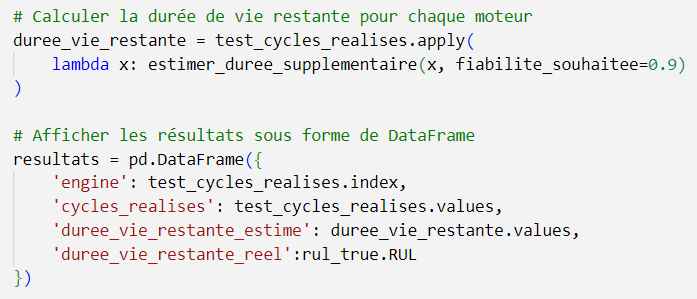 # Calculer la durée de vie restante pour chaque moteur
duree_vie_restante = test_cycles_realises.apply(
    lambda x: estimer_duree_supplementaire(x, fiabilite_souhaitee=0.9)
)
# Afficher les résultats sous forme de DataFrame
resultats = pd.DataFrame({
    'engine': test_cycles_realises.index,
    'cycles_realises': test_cycles_realises.values,
    'duree_vie_restante_estime': duree_vie_restante.values,
    'duree_vie_restante_reel':rul_true.RUL
})